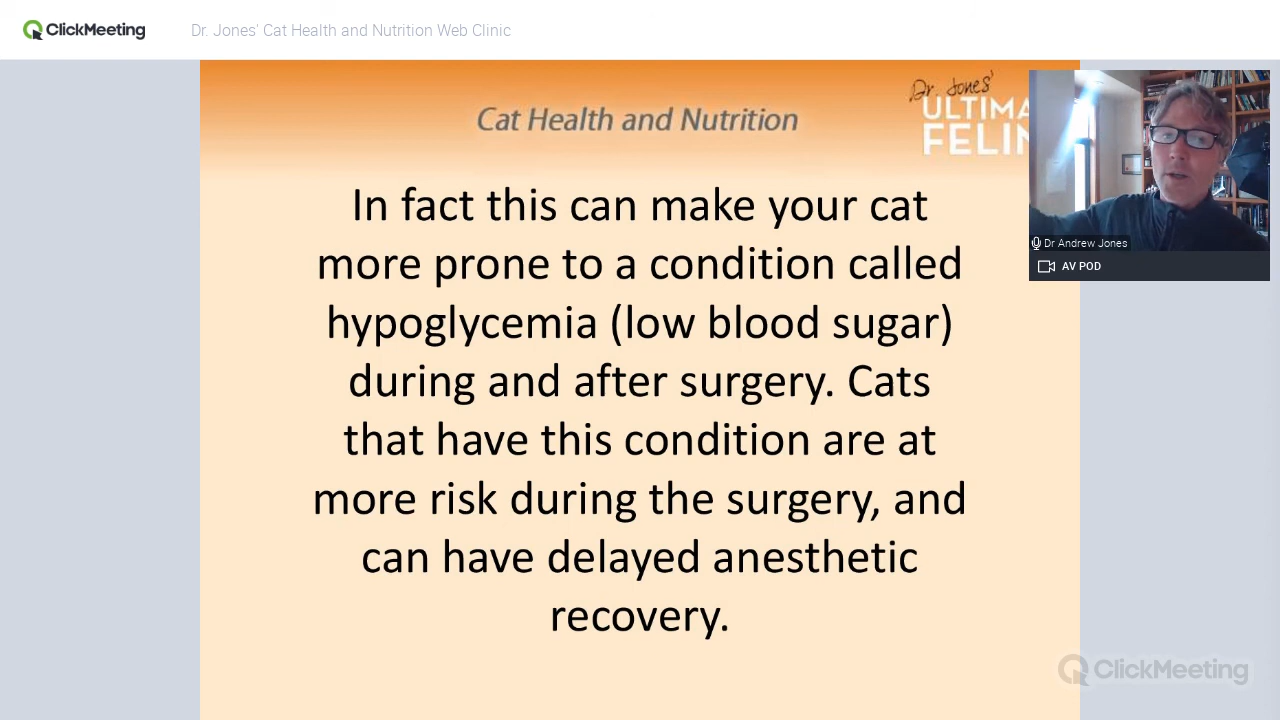 ClickMeeting
Dr. Jones' Cat Health and Nutrition Web Clinic
Dr. Jones'
ULTIMA
FELIN
Cat Health and Nutrition
In fact this can make your cat
more prone to a condition called
hypoglycemia (low blood sugar)
during and after surgery. Cats
that have this condition are at
more risk during the surgery, and
can have delayed anesthetic
recovery.
Dr Andrew Jones
AV POD
ClickMeeting